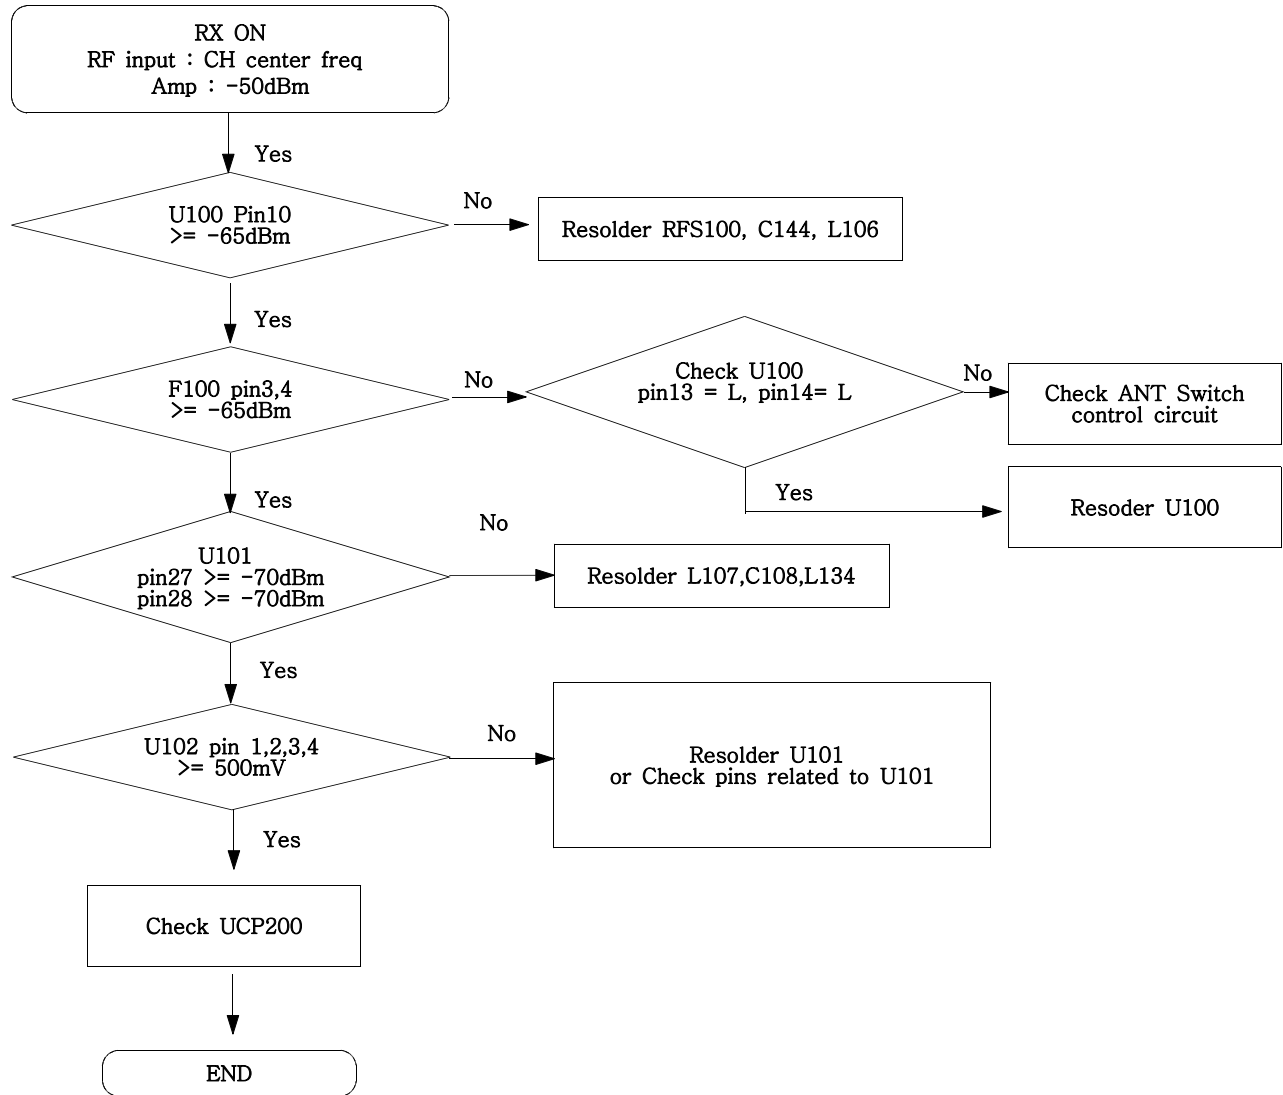 RX ON
RF input : CH center freq
Amp : -50dBm
Yes
U100 Pin10
>= -65dBm
No
Resolder RFS100, C144, L106
Yes
F100 pin3,4
>= -65dBm
No
Check U100
pin13 = L, pin14= L
No
Check ANT Switch
control circuit
Yes
Resoder U100
Yes
U101
pin27 >= -70dBm
pin28 >= -70dBm
No
Resolder L107,C108,L134
Yes
U102 pin 1,2,3,4
>= 500mV
No
Resolder U101
or Check pins related to U101
Yes
Check UCP200
END